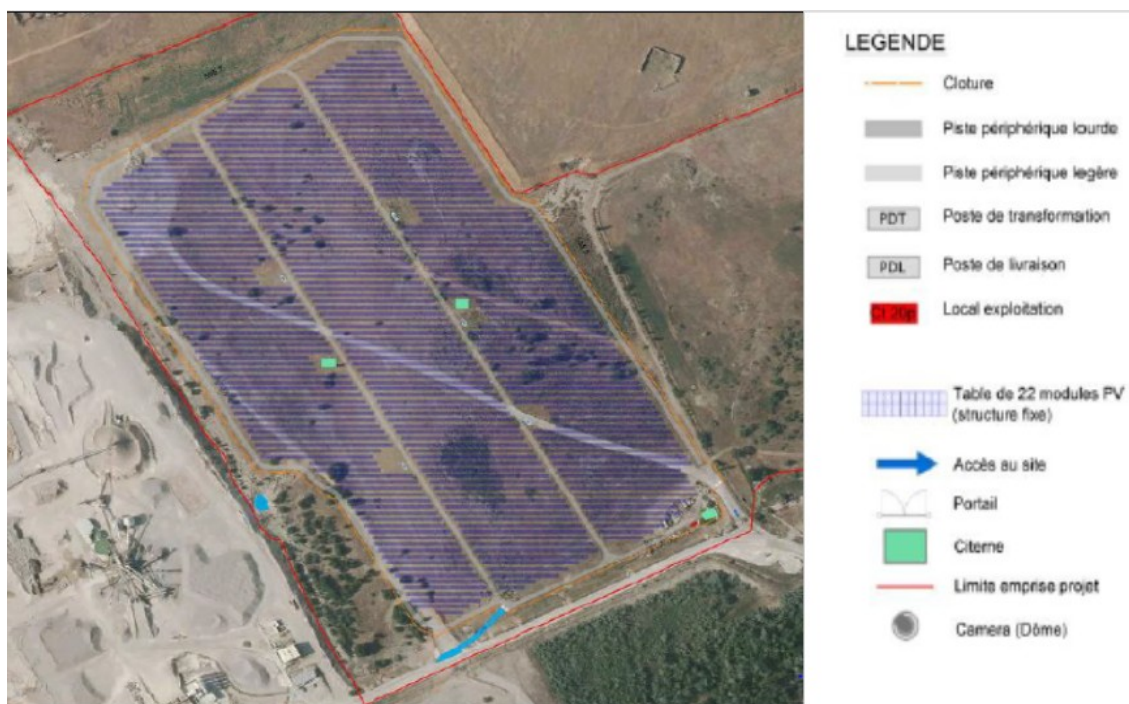 LEGENDE
Cloture
Piste périphérique lourde
Piste périphérique legère
PDT
Poste de transformation
PDL
Poste de livraison
Local exploitation
Table de 22 modules PV
(structure fixe)
Accès au site
Portail
Citerne
Limite emprise projet
Camera (Dôme)